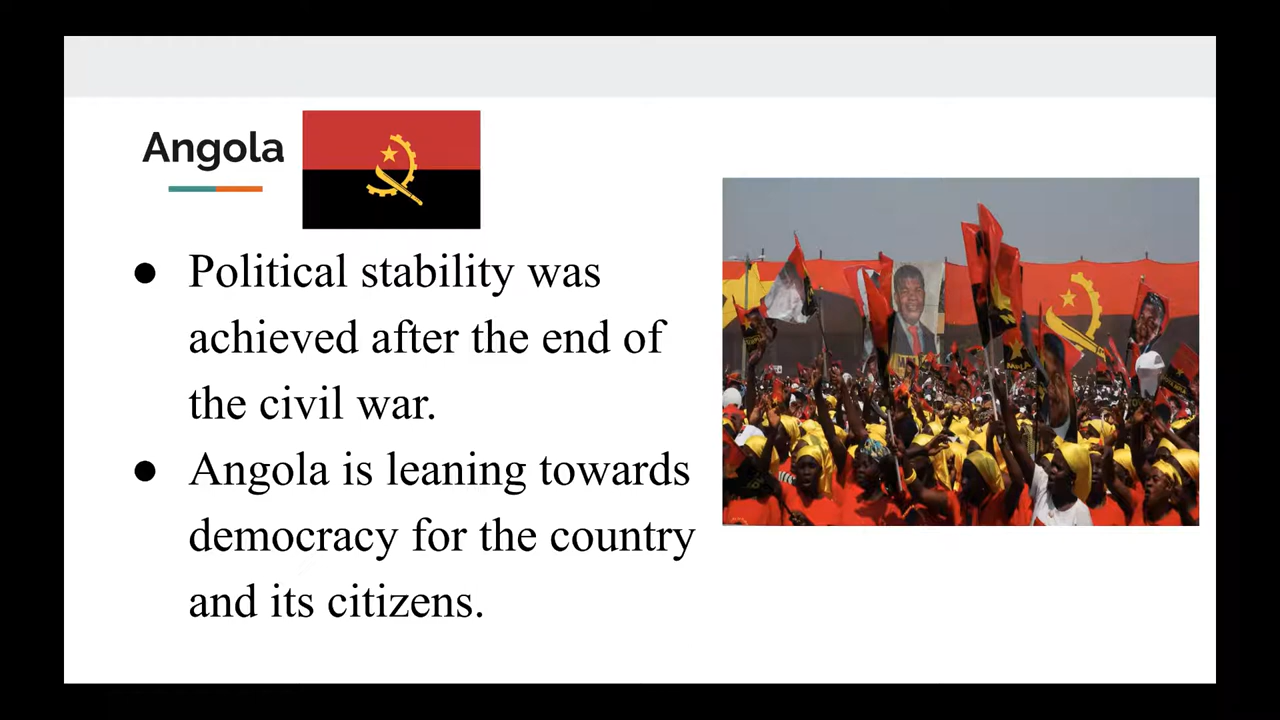 Angola
● Political stability was
achieved after the end of
the civil war.
● Angola is leaning towards
democracy for the country
and its citizens.
MPLA